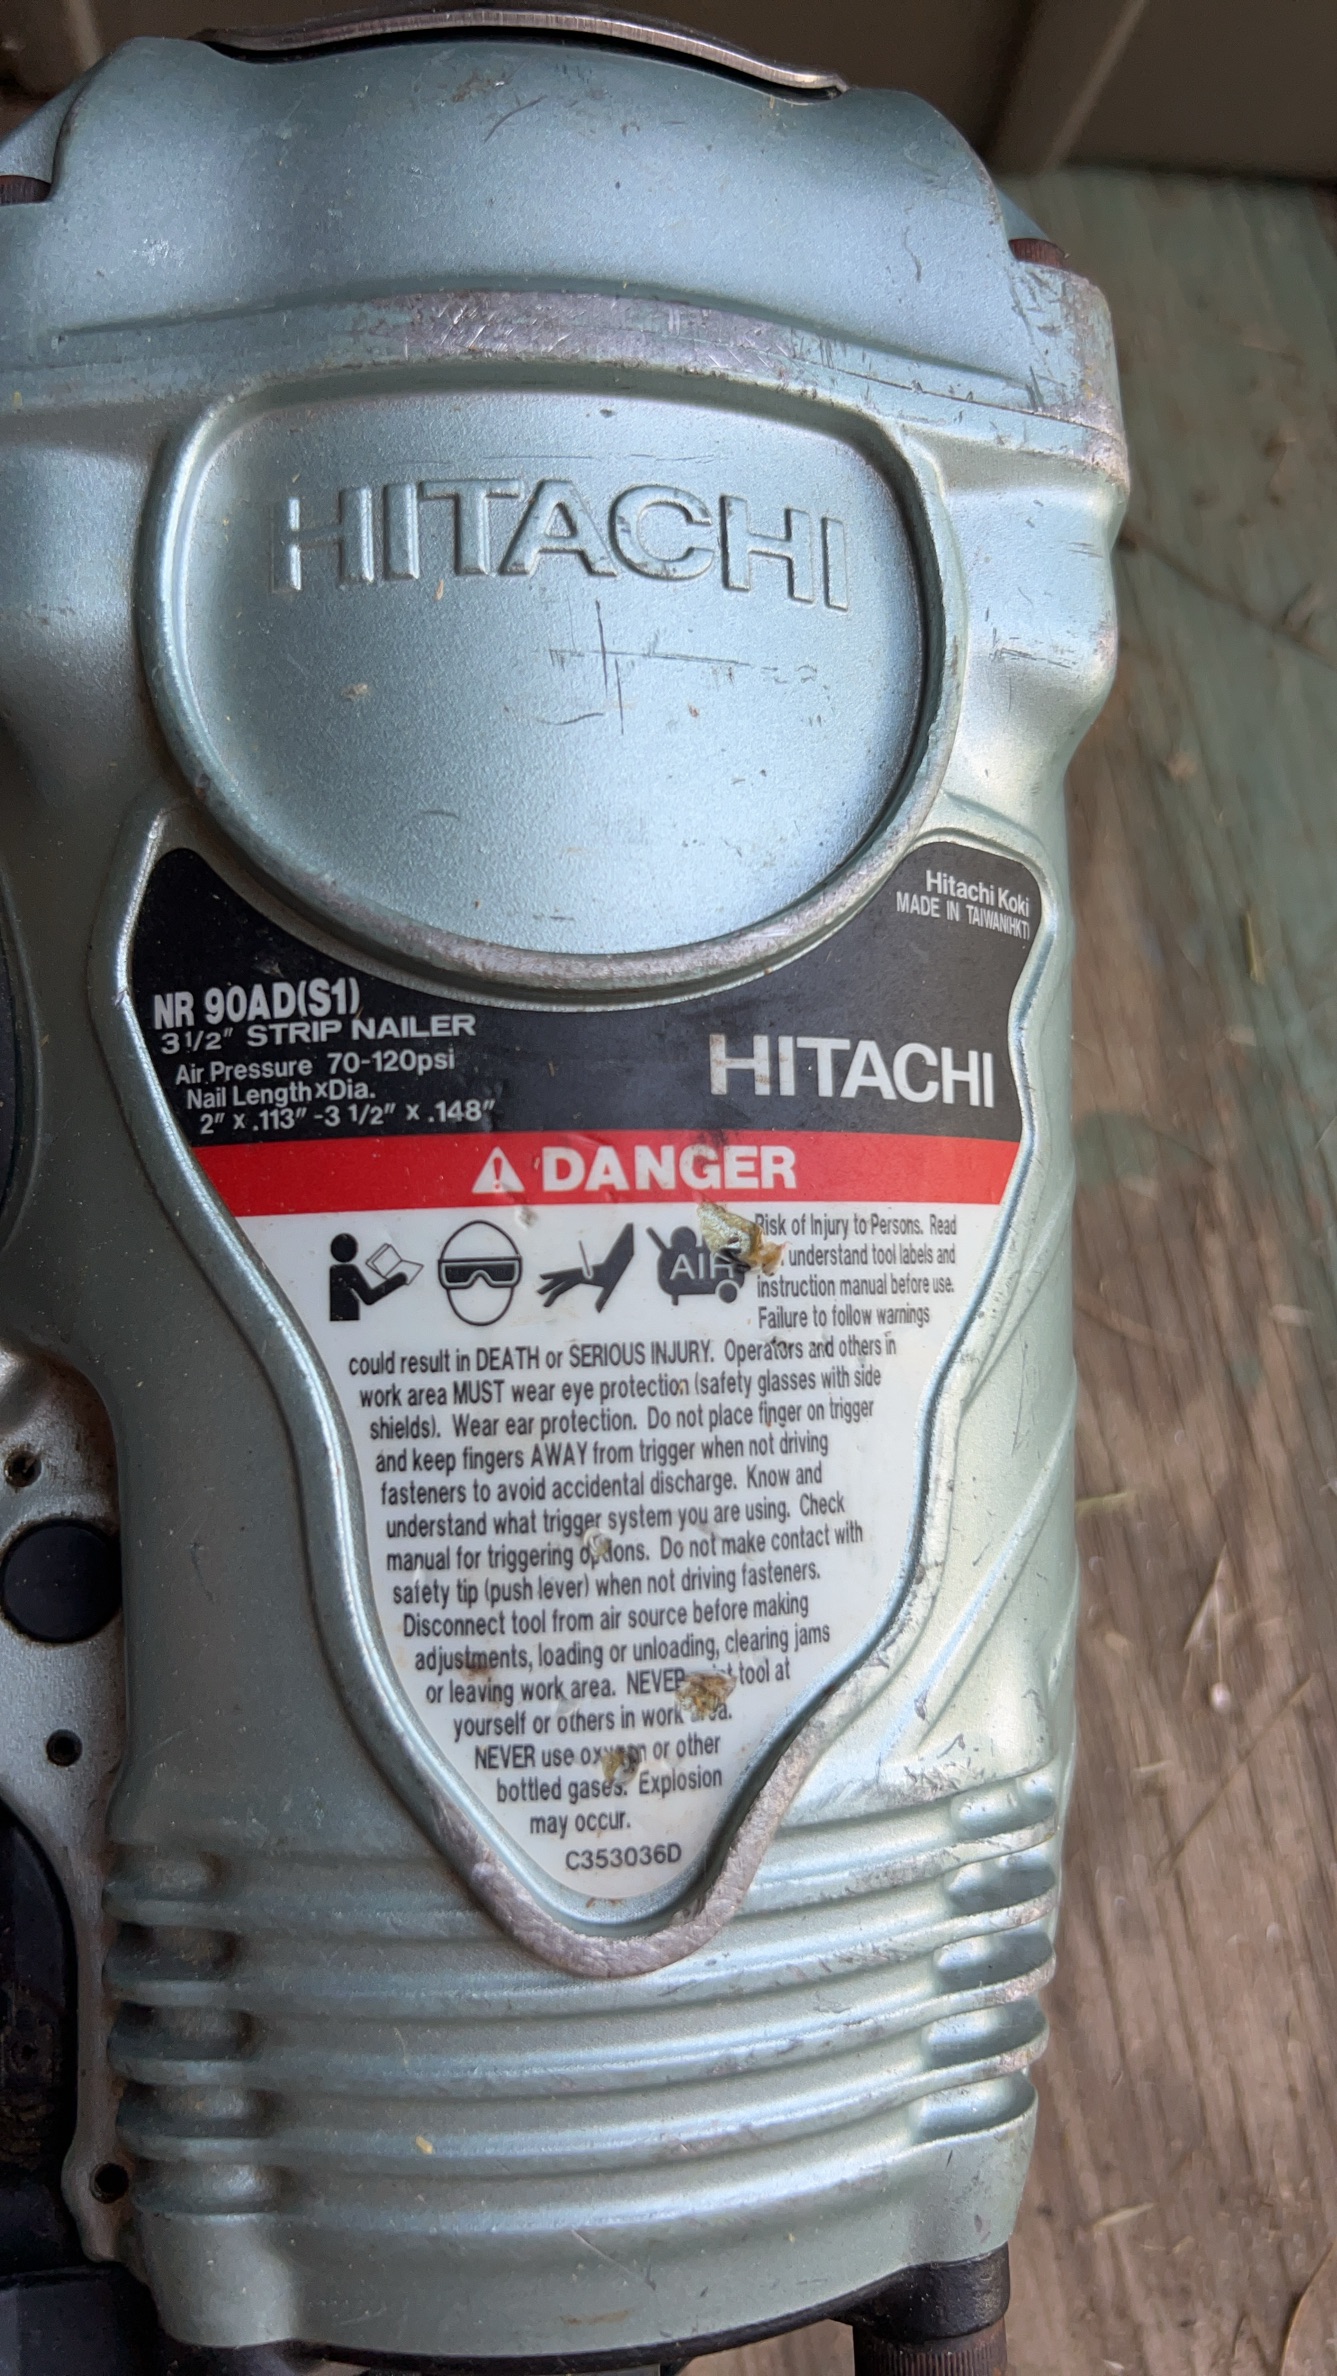 HITACHI
Hitachi Koki
MADE IN TAIWAN(HKT)
NR 90AD(S1)
3 1/2" STRIP NAILER
Air Pressure 70-120psi
Nail Length x Dia.
2" x .113" - 3 1/2" x .148"
HITACHI
DANGER
AIR
Risk of Injury to Persons. Read
understand tool labels and
instruction manual before use.
Failure to follow warnings
could result in DEATH or SERIOUS INJURY. Operators and others in
work area MUST wear eye protection (safety glasses with side
shields). Wear ear protection. Do not place finger on trigger
and keep fingers AWAY from trigger when not driving
fasteners to avoid accidental discharge. Know and
understand what trigger system you are using. Check
manual for triggering options. Do not make contact with
safety tip (push lever) when not driving fasteners.
Disconnect tool from air source before making
adjustments, loading or unloading, clearing jams
or leaving work area. NEVER tool at
yourself or others in work area.
NEVER use oxygen or other
bottled gases. Explosion
may occur.
C353036D